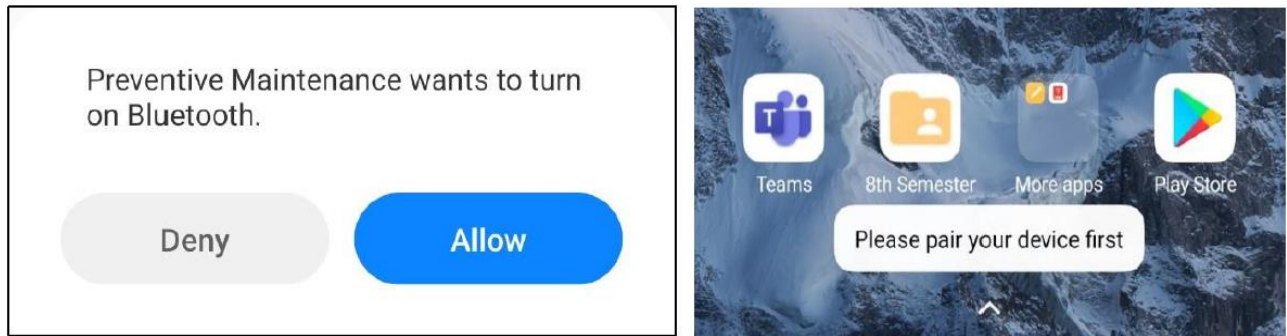 Preventive Maintenance wants to turn
on Bluetooth.
Deny
Allow
T
Teams
8th Semester
More apps
Play Store
Please pair your device first